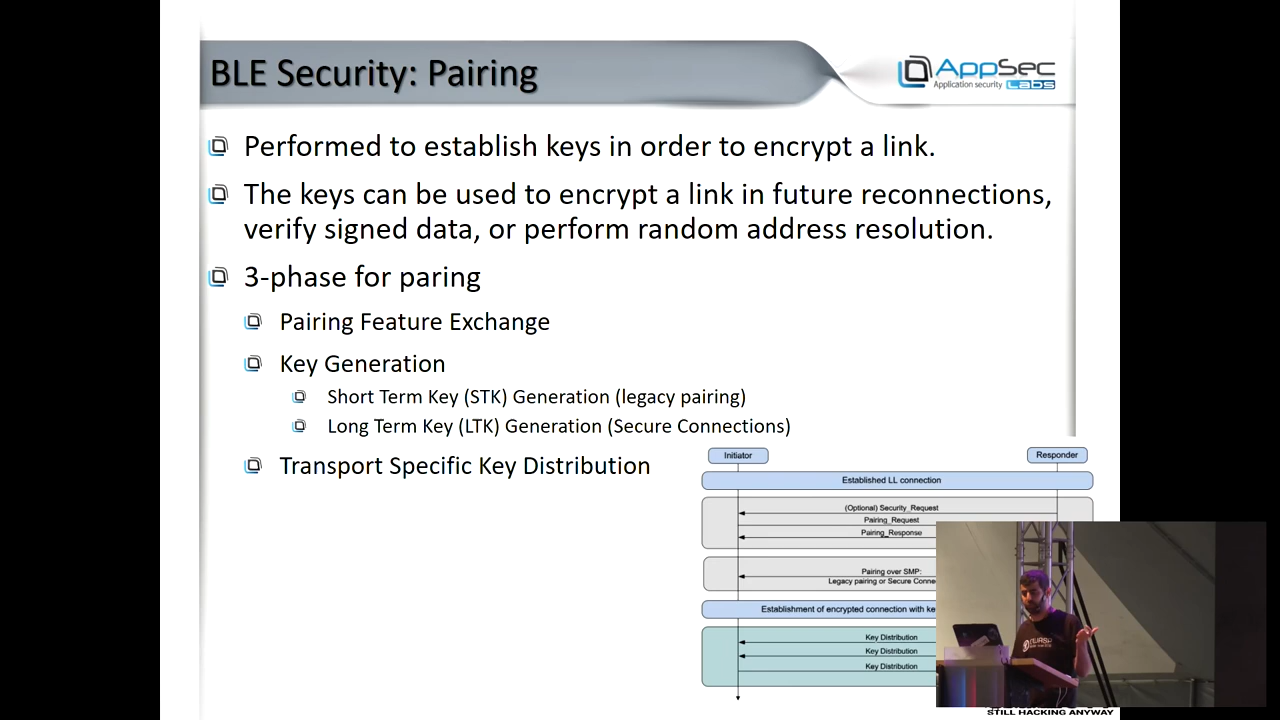 BLE Security: Pairing
AppSec
Application security Labs
Performed to establish keys in order to encrypt a link.
The keys can be used to encrypt a link in future reconnections,
verify signed data, or perform random address resolution.
3-phase for paring
Pairing Feature Exchange
Key Generation
Short Term Key (STK) Generation (legacy pairing)
Long Term Key (LTK) Generation (Secure Connections)
Transport Specific Key Distribution
Initiator
Responder
Established LL connection
(Optional) Security_Request
Pairing_Request
Pairing_Response
Pairing over SMP:
Legacy pairing or Secure Conne
Establishment of encrypted connection with ke
Key Distribution
Key Distribution
Key Distribution
STILL HACKING ANYWAY